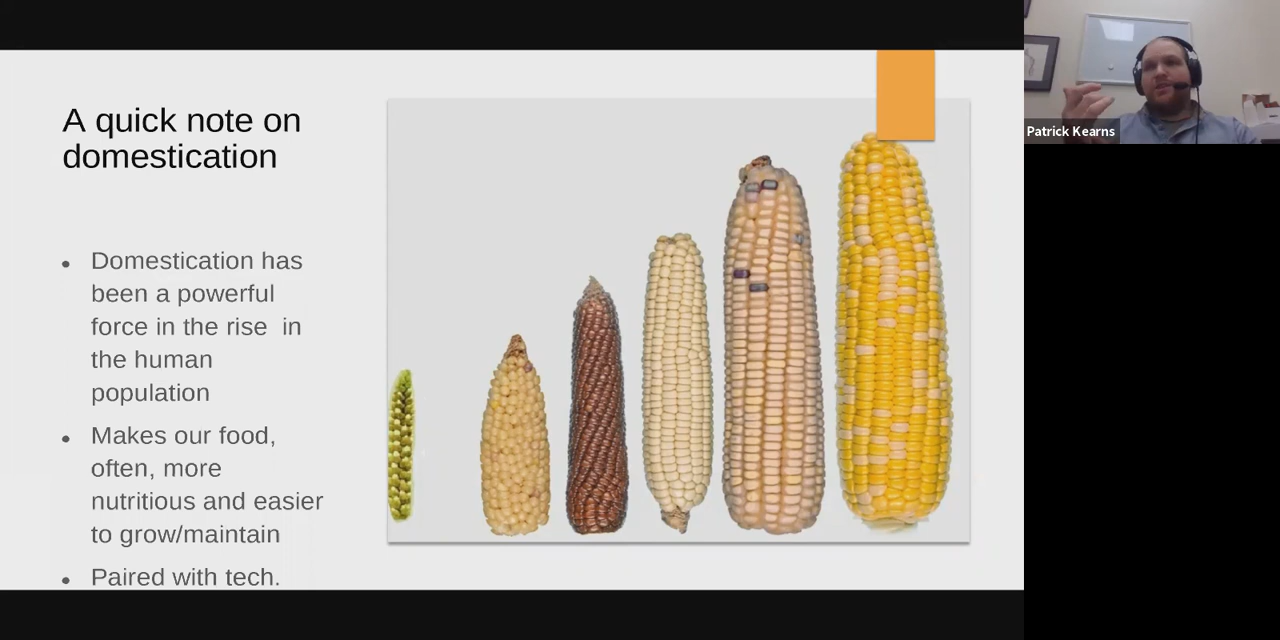 A quick note on
domestication
Domestication has
been a powerful
force in the rise  in
the human
population
Makes our food,
often, more
nutritious and easier
to grow/maintain
Paired with tech.
Patrick Kearns